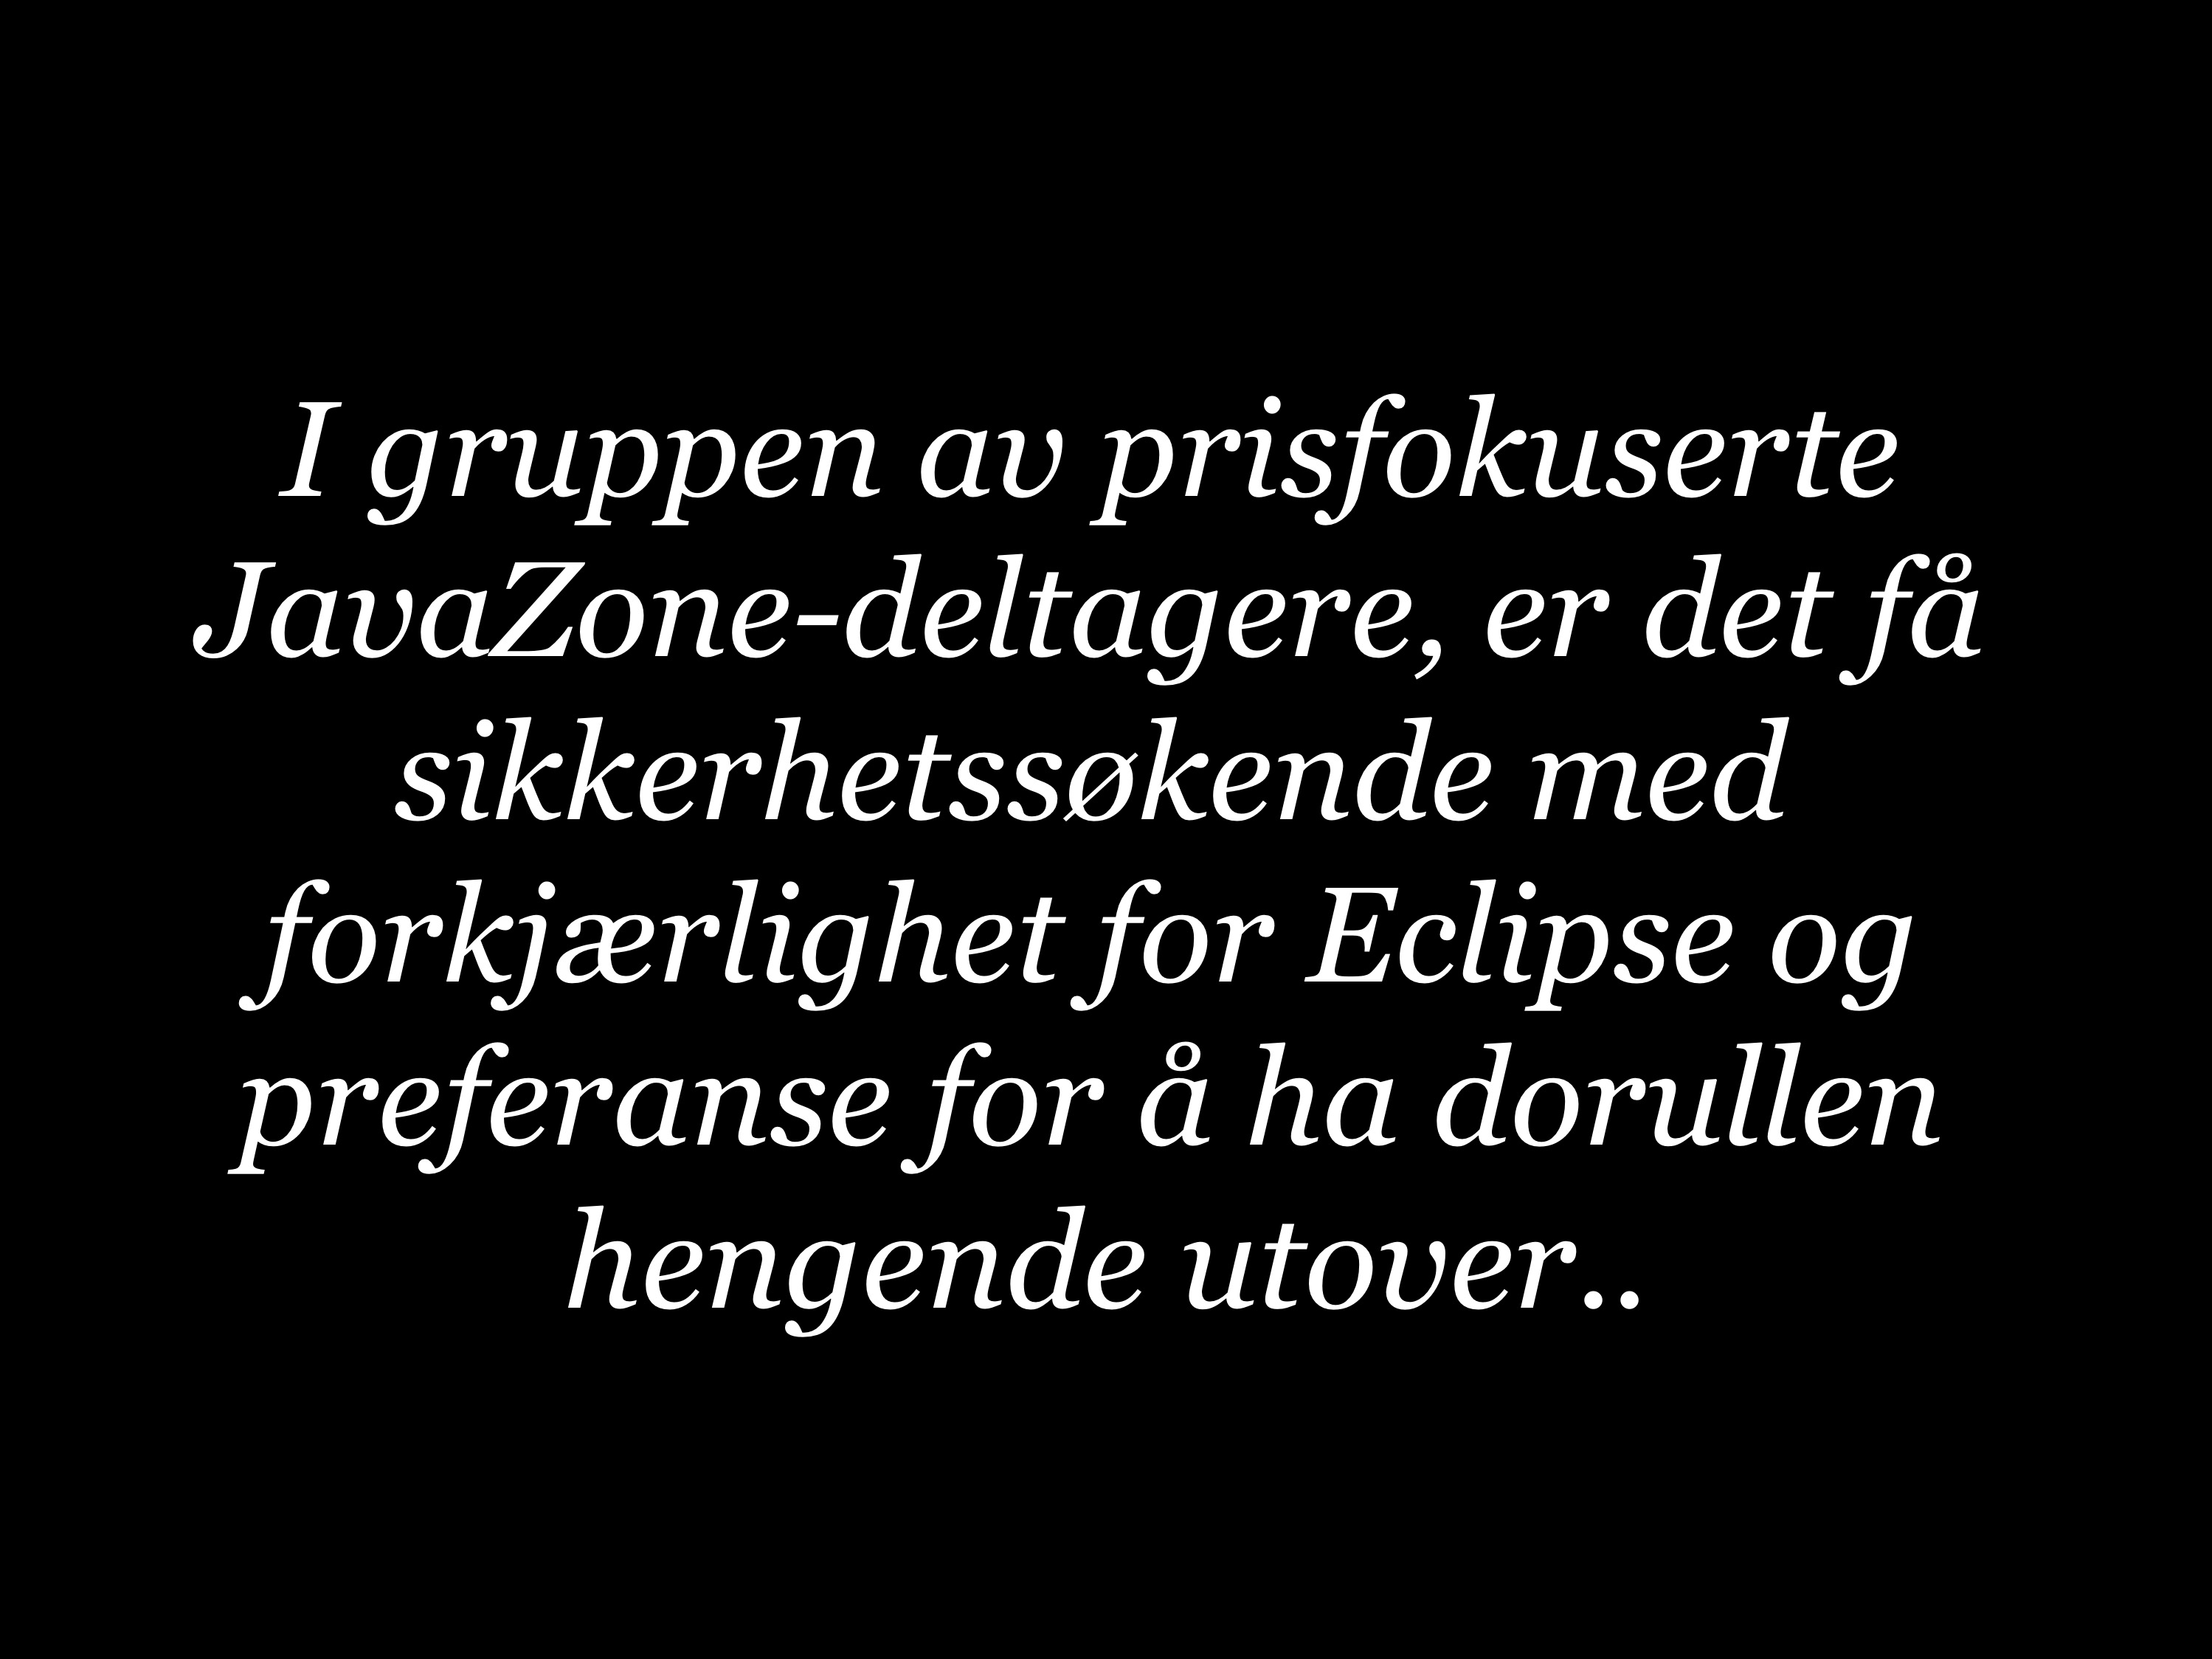 I gruppen av prisfokuserte
JavaZone-deltagere, er det få
sikkerhetssøkende med
forkjærlighet for Eclipse og
preferanse for å ha dorullen
hengende utover..